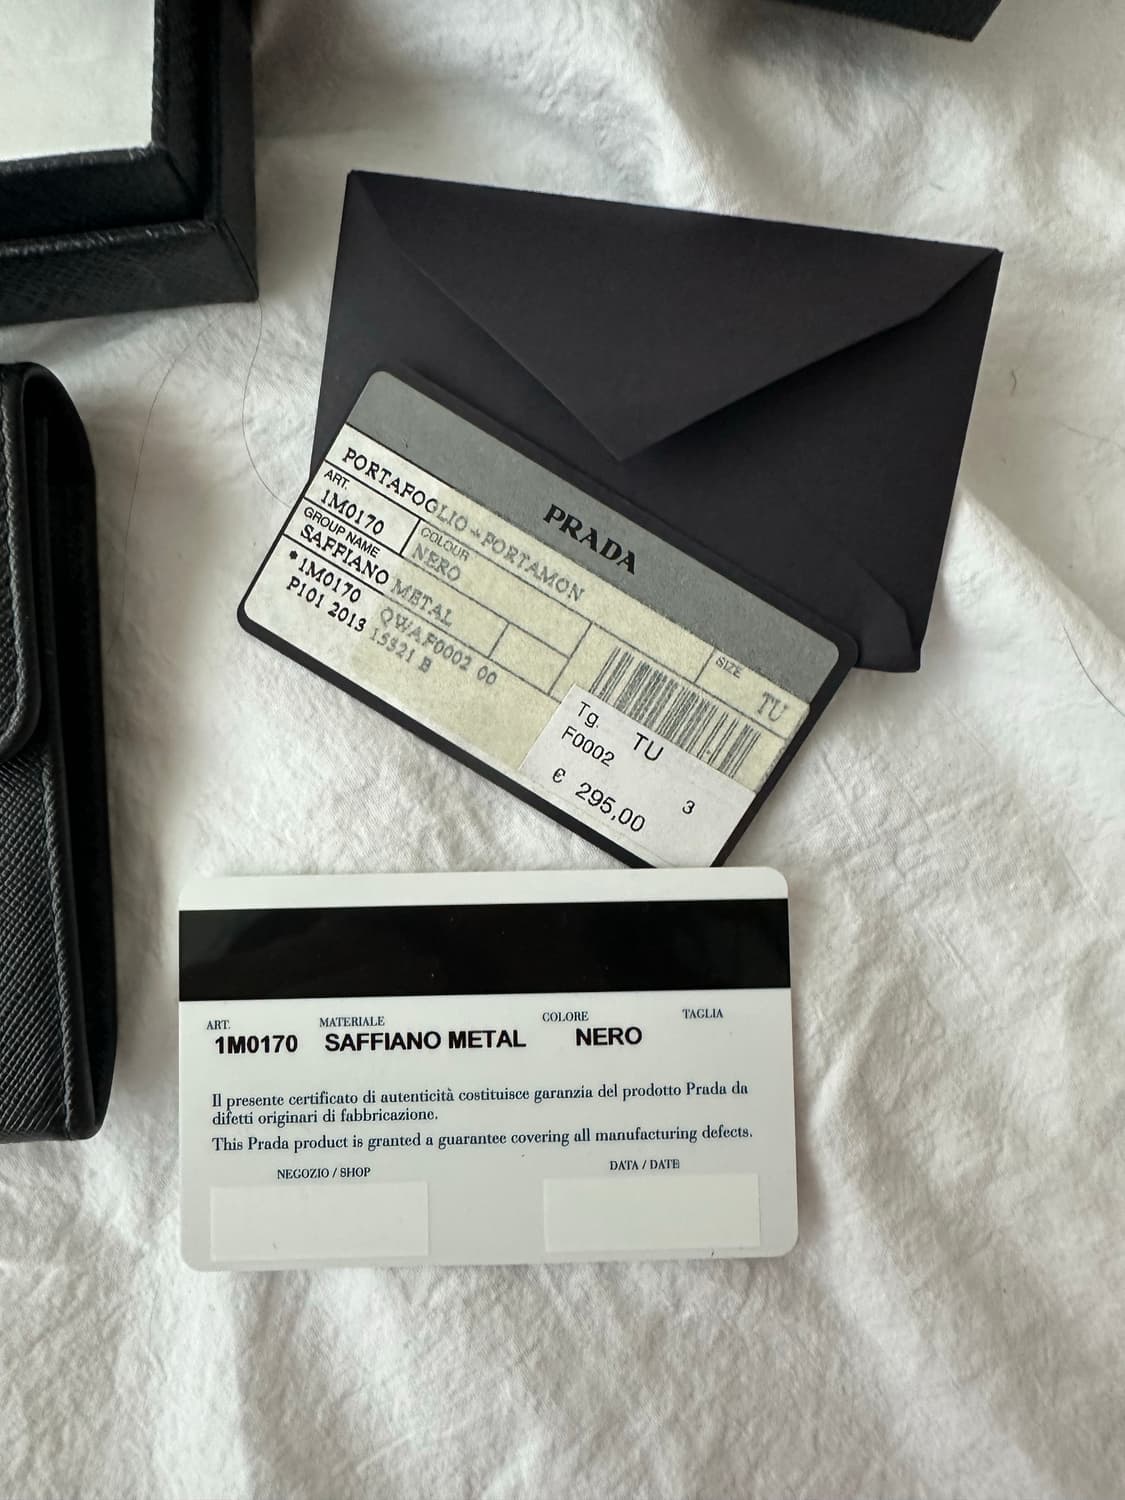 PRADA
PORTAFOGLIO - PORTAMON
ART.
1M0170
COLOUR
NERO
SIZE
TU
GROUP NAME
SAFFIANO METAL
*1M0170 QWA F0002 00
P101 2013 15321 B
Tg. TU
F0002 3
€ 295,00
ART. MATERIALE COLORE TAGLIA
1M0170 SAFFIANO METAL NERO
Il presente certificato di autenticità costituisce garanzia del prodotto Prada da
difetti originari di fabbricazione.
This Prada product is granted a guarantee covering all manufacturing defects.
NEGOZIO / SHOP DATA / DATE